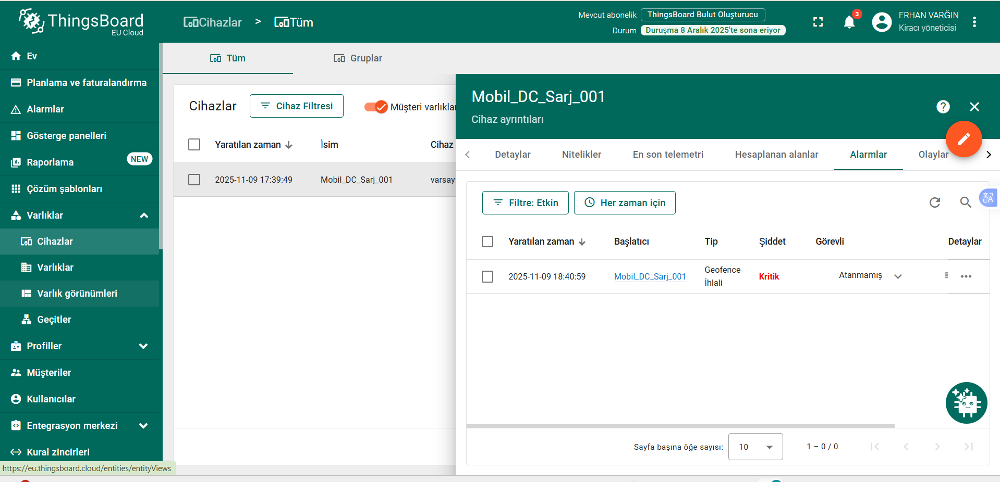 ThingsBoard
EU Cloud
Cihazlar > Tüm
Mevcut abonelik ThingsBoard Bulut Oluşturucu
Durum Duruşma 8 Aralık 2025'te sona eriyor
3
ERHAN VARĞIN
Kiracı yöneticisi
Ev
Planlama ve faturalandırma
Alarmlar
Gösterge panelleri
Raporlama NEW
Çözüm şablonları
Varlıklar
Cihazlar
Varlıklar
Varlık görünümleri
Geçitler
Profiller
Müşteriler
Kullanıcılar
Entegrasyon merkezi
Kural zincirleri
https://eu.thingsboard.cloud/entities/entityViews
Tüm
Gruplar
Cihazlar
Cihaz Filtresi
Müşteri varlıkları
Yaratılan zaman İsim Cihaz
2025-11-09 17:39:49 Mobil_DC_Sarj_001 varsay
Mobil_DC_Sarj_001
Cihaz ayrıntıları
Detaylar Nitelikler En son telemetri Hesaplanan alanlar Alarmlar Olaylar
Filtre: Etkin
Her zaman için
Yaratılan zaman Başlatıcı Tip Şiddet Görevli Detaylar
2025-11-09 18:40:59 Mobil_DC_Sarj_001 Geofence İhlali Kritik Atanmamış
Sayfa başına öğe sayısı: 10 1 – 0 / 0